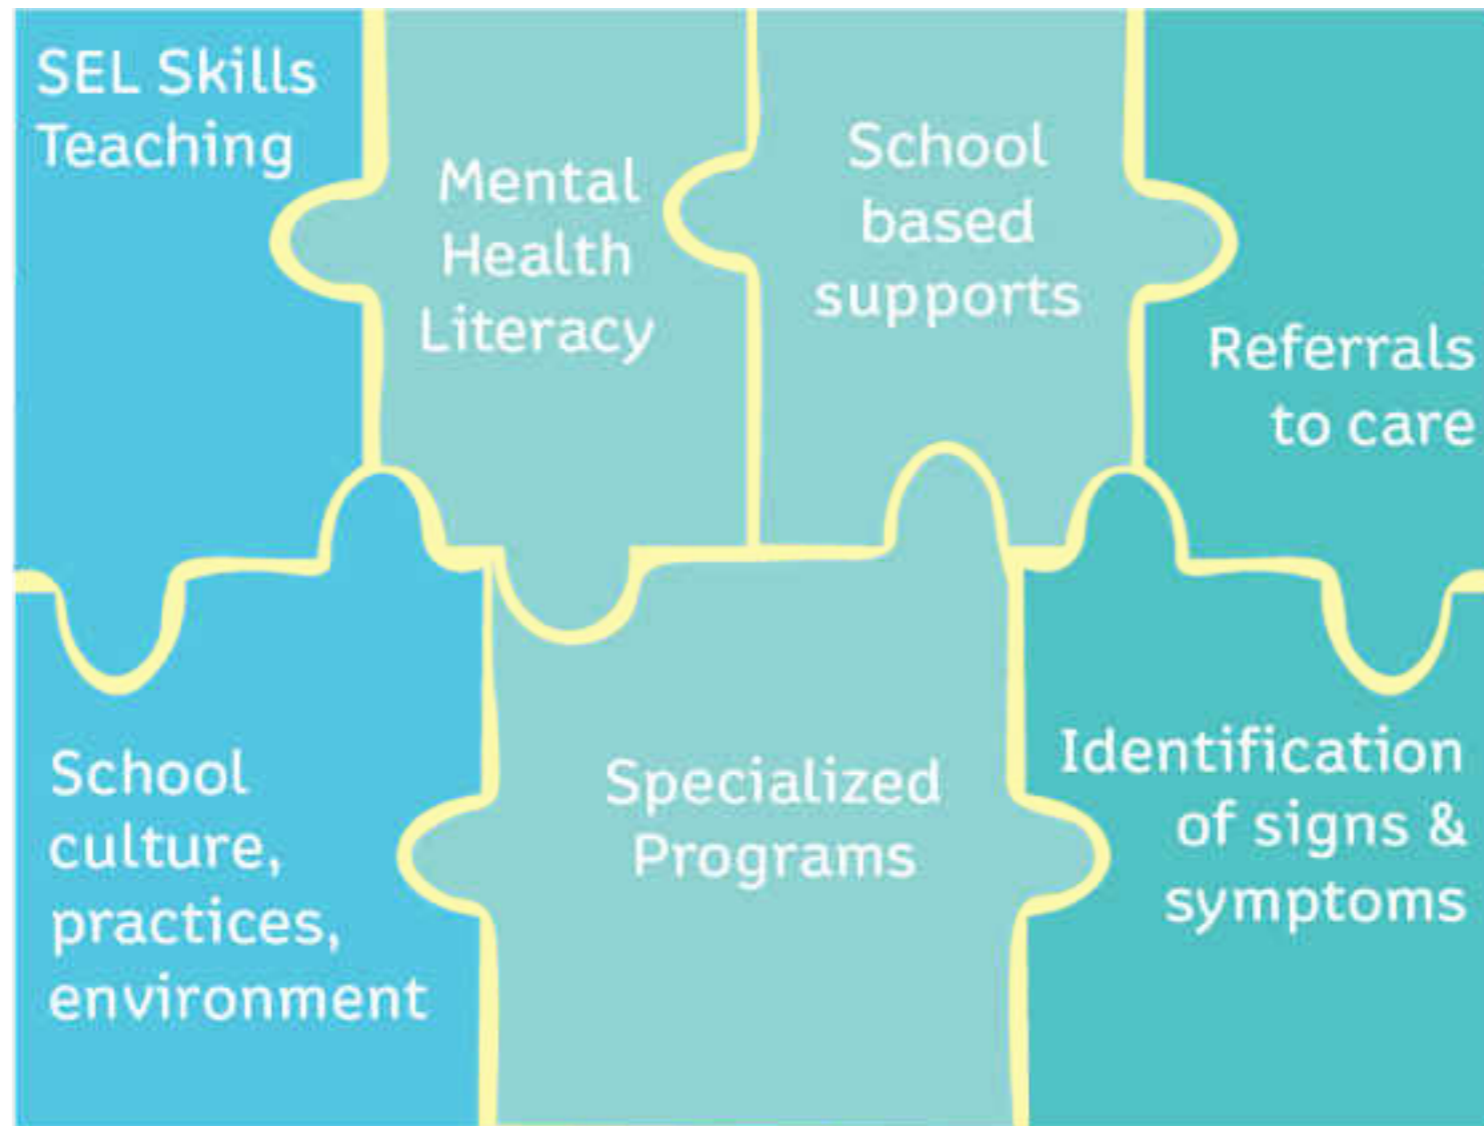 SEL Skills
Teaching
Mental
Health
Literacy
School
based
supports
Referrals
to care
School
culture,
practices,
environment
Specialized
Programs
Identification
of signs &
symptoms